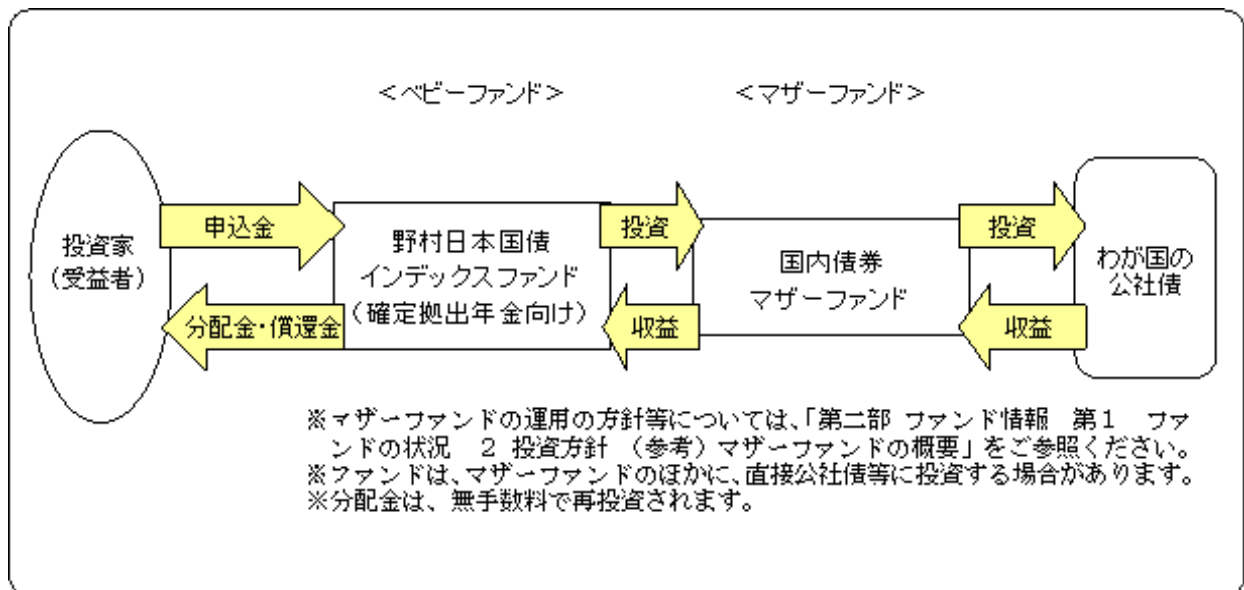 <ベビーファンド>
<マザーファンド>
投資家
(受益者)
申込金
分配金・償還金
野村日本国債
インデックスファンド
(確定拠出年金向け)
投資
収益
国内債券
マザーファンド
投資
収益
わが国の
公社債
※マザーファンドの運用の方針等については、「第二部 ファンド情報 第1 ファ
ンドの状況 2 投資方針 (参考)マザーファンドの概要」をご参照ください。
※ファンドは、マザーファンドのほかに、直接公社債等に投資する場合があります。
※分配金は、無手数料で再投資されます。